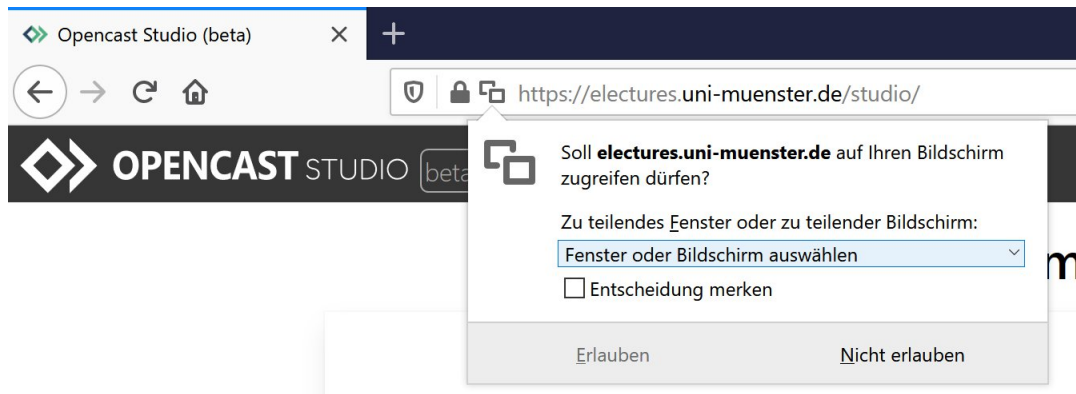 Opencast Studio (beta)
https://electures.uni-muenster.de/studio/
OPENCAST STUDIO beta
Soll electures.uni-muenster.de auf Ihren Bildschirm
zugreifen dürfen?
Zu teilendes Fenster oder zu teilender Bildschirm:
Fenster oder Bildschirm auswählen
Entscheidung merken
Erlauben
Nicht erlauben